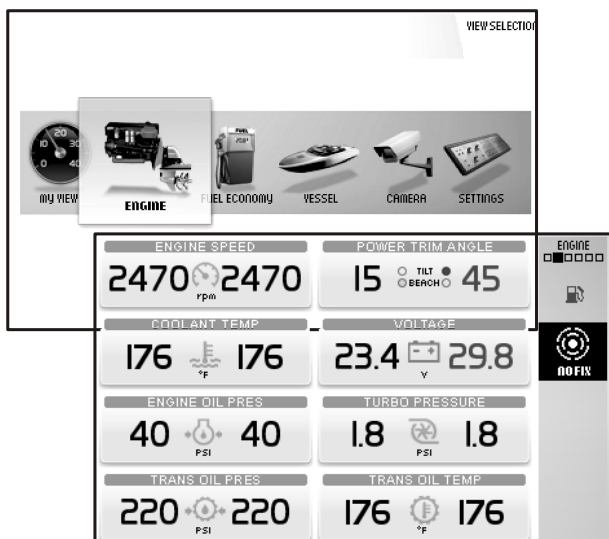 VIEW SELECTION
20
10 30
0 40
FUEL
MY VIEW
ENGINE
FUEL ECONOMY
VESSEL
CAMERA
SETTINGS
ENGINE SPEED
2470 2470
rpm
POWER TRIM ANGLE
15 TILT 45
BEACH
ENGINE
COOLANT TEMP
176 176
°F
VOLTAGE
23.4 29.8
V
NO FIX
ENGINE OIL PRES
40 40
PSI
TURBO PRESSURE
1.8 1.8
PSI
TRANS OIL PRES
220 220
PSI
TRANS OIL TEMP
176 176
°F